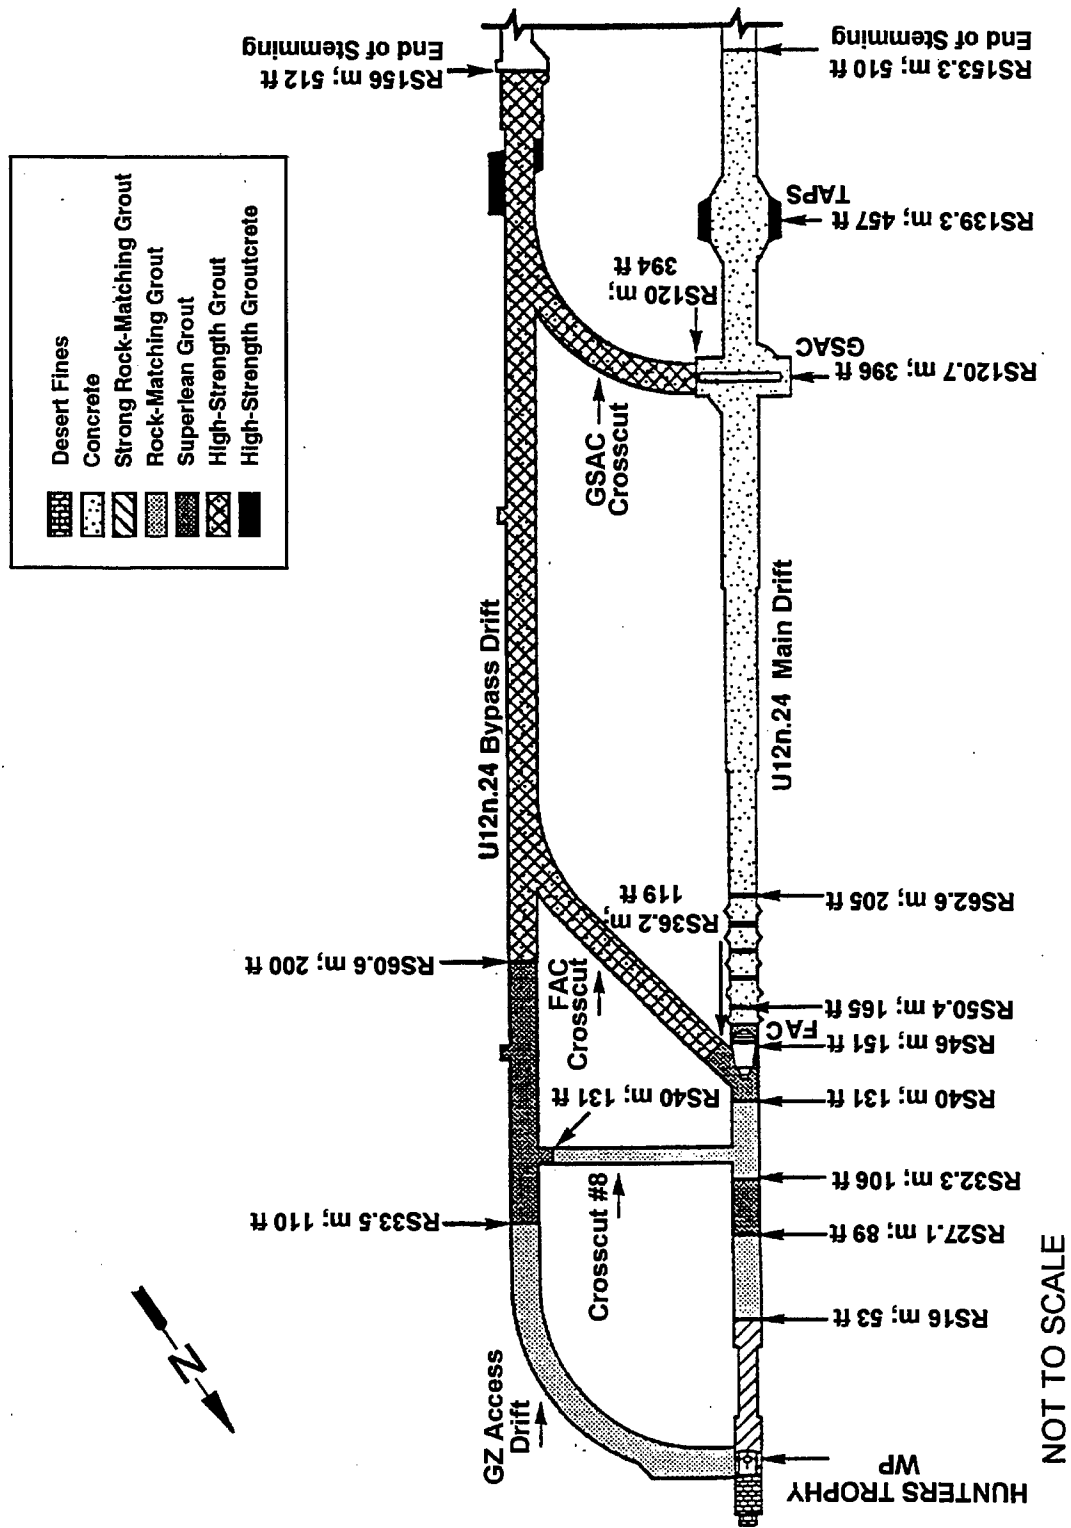 Desert Fines
Concrete
Strong Rock-Matching Grout
Rock-Matching Grout
Superlean Grout
High-Strength Grout
High-Strength Groutcrete
RS156 m; 512 ft
End of Stemming
RS153.3 m; 510 ft
End of Stemming
RS139.3 m; 457 ft
TAPS
RS120 m;
394 ft
RS120.7 m; 396 ft
GSAC
GSAC
Crosscut
U12n.24 Bypass Drift
U12n.24 Main Drift
RS62.6 m; 205 ft
RS36.2 m;
119 ft
RS60.6 m; 200 ft
FAC
Crosscut
RS50.4 m; 165 ft
FAC
RS46 m; 151 ft
RS40 m; 131 ft
RS40 m; 131 ft
Crosscut #8
RS32.3 m; 106 ft
RS33.5 m; 110 ft
RS27.1 m; 89 ft
RS16 m; 53 ft
GZ Access
Drift
N
HUNTERS TROPHY
WP
NOT TO SCALE